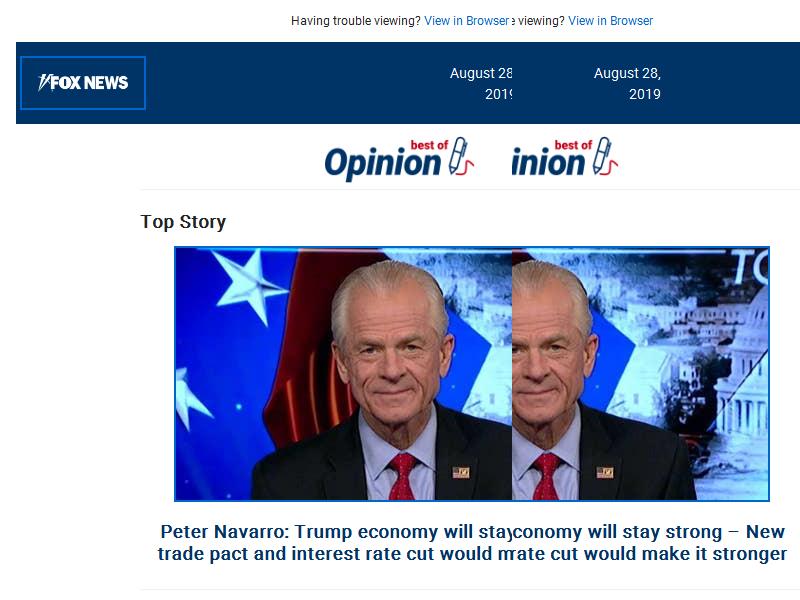 Having trouble viewing? View in Browser e viewing? View in Browser
FOX NEWS
August 28 August 28,
2019 2019
best of best of
Opinion inion
Top Story
TO
Peter Navarro: Trump economy will stayconomy will stay strong – New
trade pact and interest rate cut would mrate cut would make it stronger